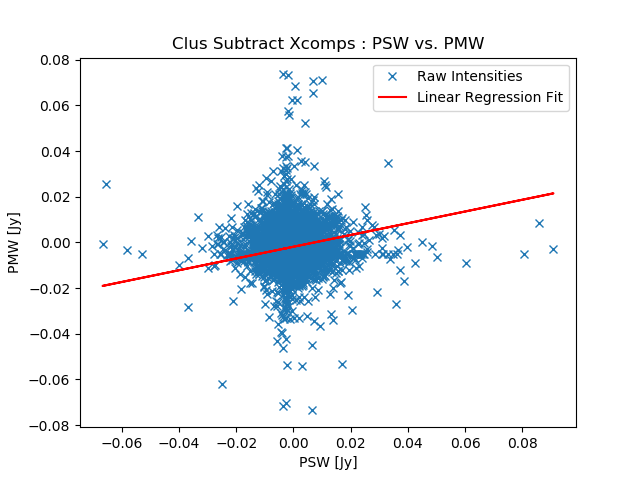 Clus Subtract Xcomps : PSW vs. PMW
Raw Intensities
Linear Regression Fit
0.08
0.06
0.04
0.02
0.00
−0.02
−0.04
−0.06
−0.08
PMW [Jy]
−0.06 −0.04 −0.02 0.00 0.02 0.04 0.06 0.08
PSW [Jy]